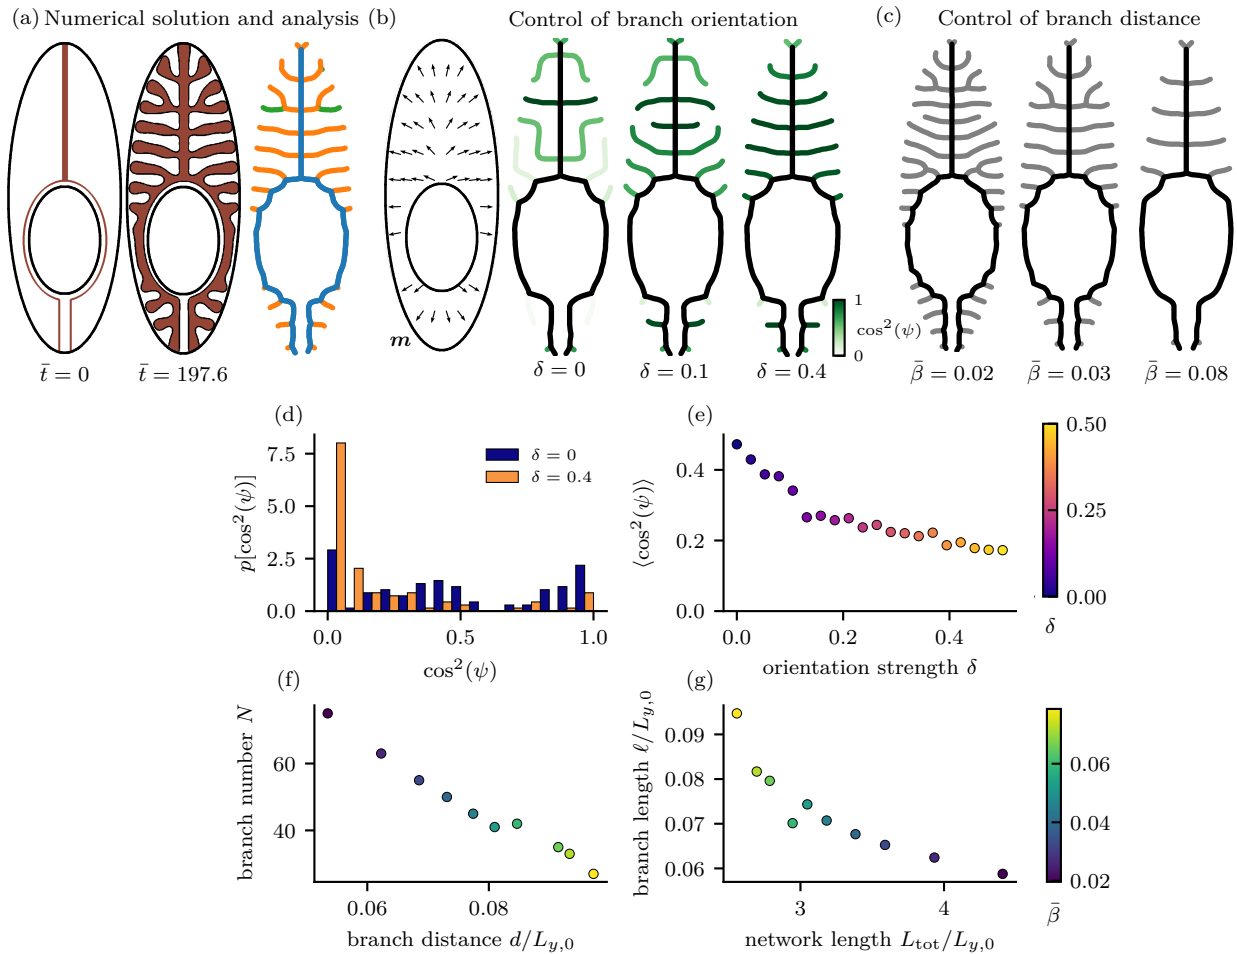 (a) Numerical solution and analysis
(b) Control of branch orientation
(c) Control of branch distance
m
1
cos²(ψ)
0
t̄ = 0
t̄ = 197.6
δ = 0
δ = 0.1
δ = 0.4
β̄ = 0.02
β̄ = 0.03
β̄ = 0.08
(d)
p[cos²(ψ)]
7.5
5.0
2.5
0.0
δ = 0
δ = 0.4
0.0
0.5
1.0
cos²(ψ)
(e)
⟨cos²(ψ)⟩
0.4
0.2
0.0
0.0
0.2
0.4
orientation strength δ
0.50
0.25
0.00
δ
(f)
branch number N
60
40
0.06
0.08
branch distance d/L_{y,0}
(g)
branch length ℓ/L_{y,0}
0.09
0.08
0.07
0.06
3
4
network length L_{tot}/L_{y,0}
0.06
0.04
0.02
β̄